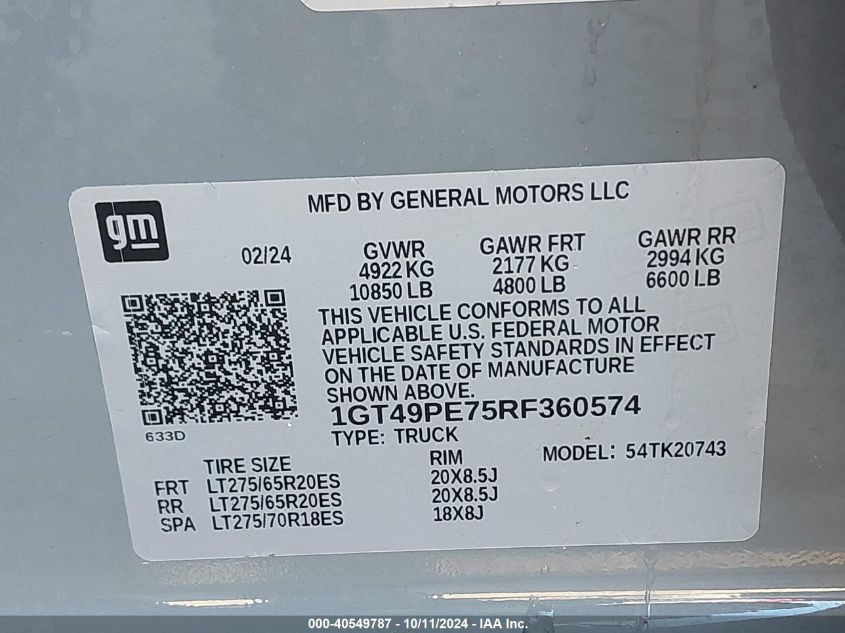 MFD BY GENERAL MOTORS LLC
gm
02/24
GVWR GAWR FRT GAWR RR
4922 KG 2177 KG 2994 KG
10850 LB 4800 LB 6600 LB
THIS VEHICLE CONFORMS TO ALL
APPLICABLE U.S. FEDERAL MOTOR
VEHICLE SAFETY STANDARDS IN EFFECT
ON THE DATE OF MANUFACTURE
SHOWN ABOVE.
1GT49PE75RF360574
633D
TYPE: TRUCK
MODEL: 54TK20743
TIRE SIZE RIM
FRT LT275/65R20ES 20X8.5J
RR LT275/65R20ES 20X8.5J
SPA LT275/70R18ES 18X8J
000-40549787 - 10/11/2024 - IAA Inc.